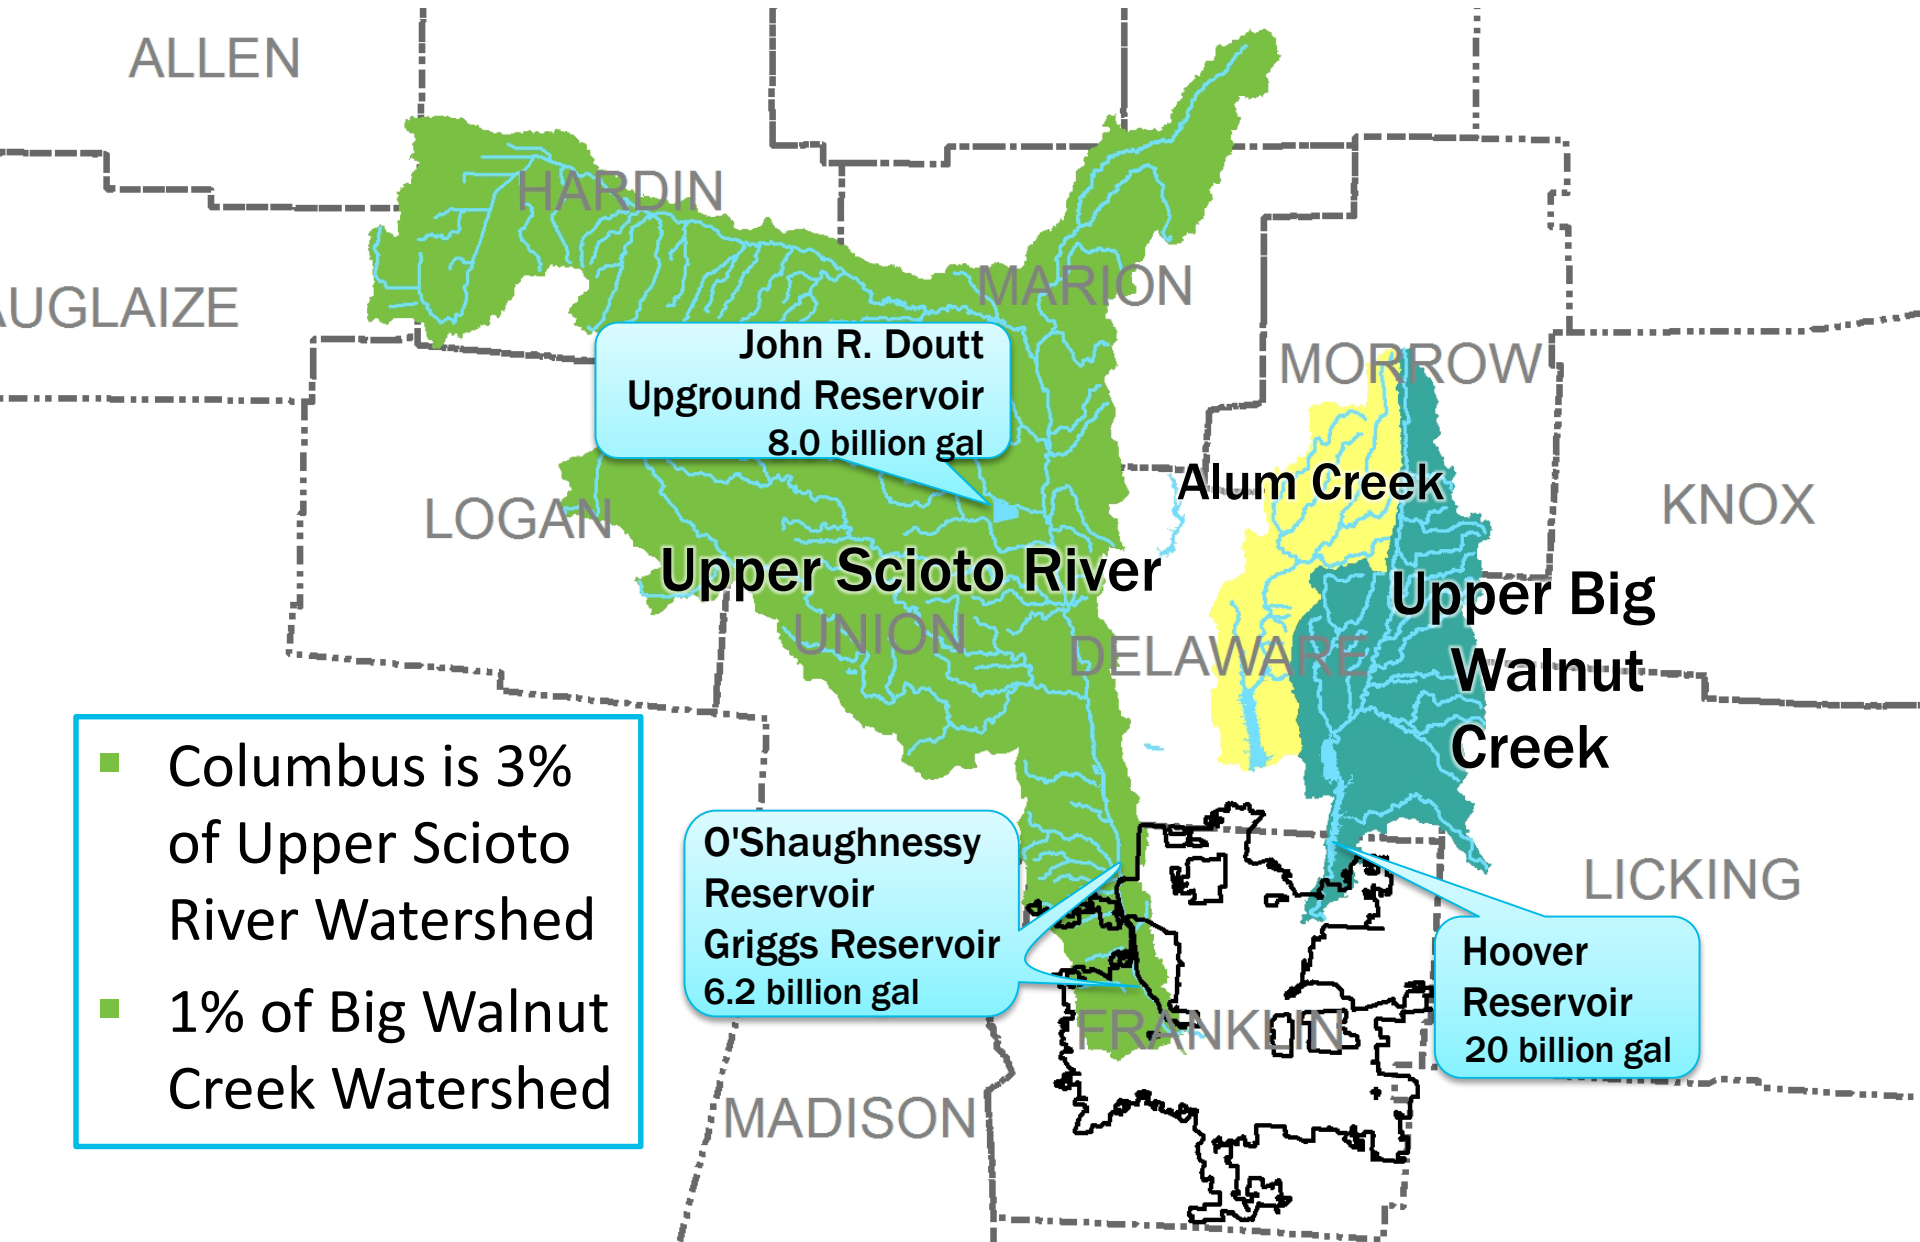 ALLEN
HARDIN
AUGLAIZE
MARION
John R. Doutt
Upground Reservoir
8.0 billion gal
MORROW
Alum Creek
LOGAN
KNOX
Upper Scioto River
Upper Big
Walnut
Creek
UNION
DELAWARE
▪ Columbus is 3%
of Upper Scioto
River Watershed
▪ 1% of Big Walnut
Creek Watershed
O'Shaughnessy
Reservoir
Griggs Reservoir
6.2 billion gal
LICKING
Hoover
Reservoir
20 billion gal
FRANKLIN
MADISON